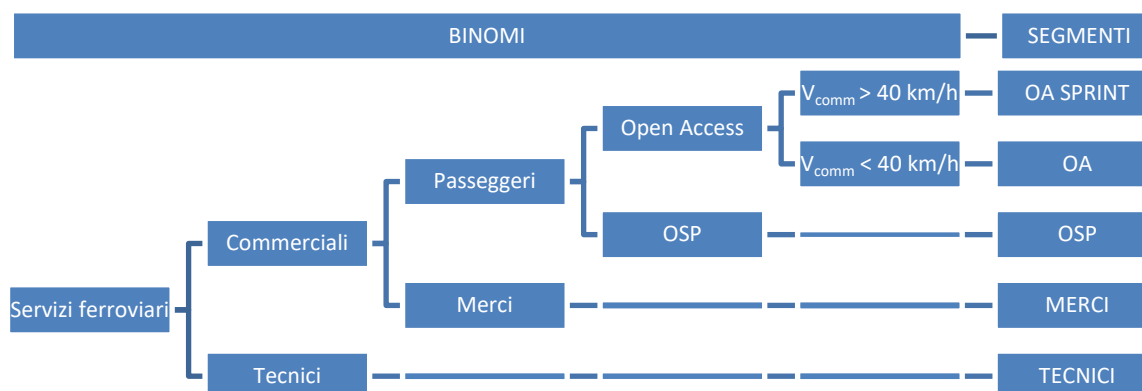 BINOMI
SEGMENTI
Vcomm > 40 km/h
OA SPRINT
Open Access
Vcomm < 40 km/h
OA
Passeggeri
OSP
OSP
Commerciali
Merci
MERCI
Servizi ferroviari
Tecnici
TECNICI